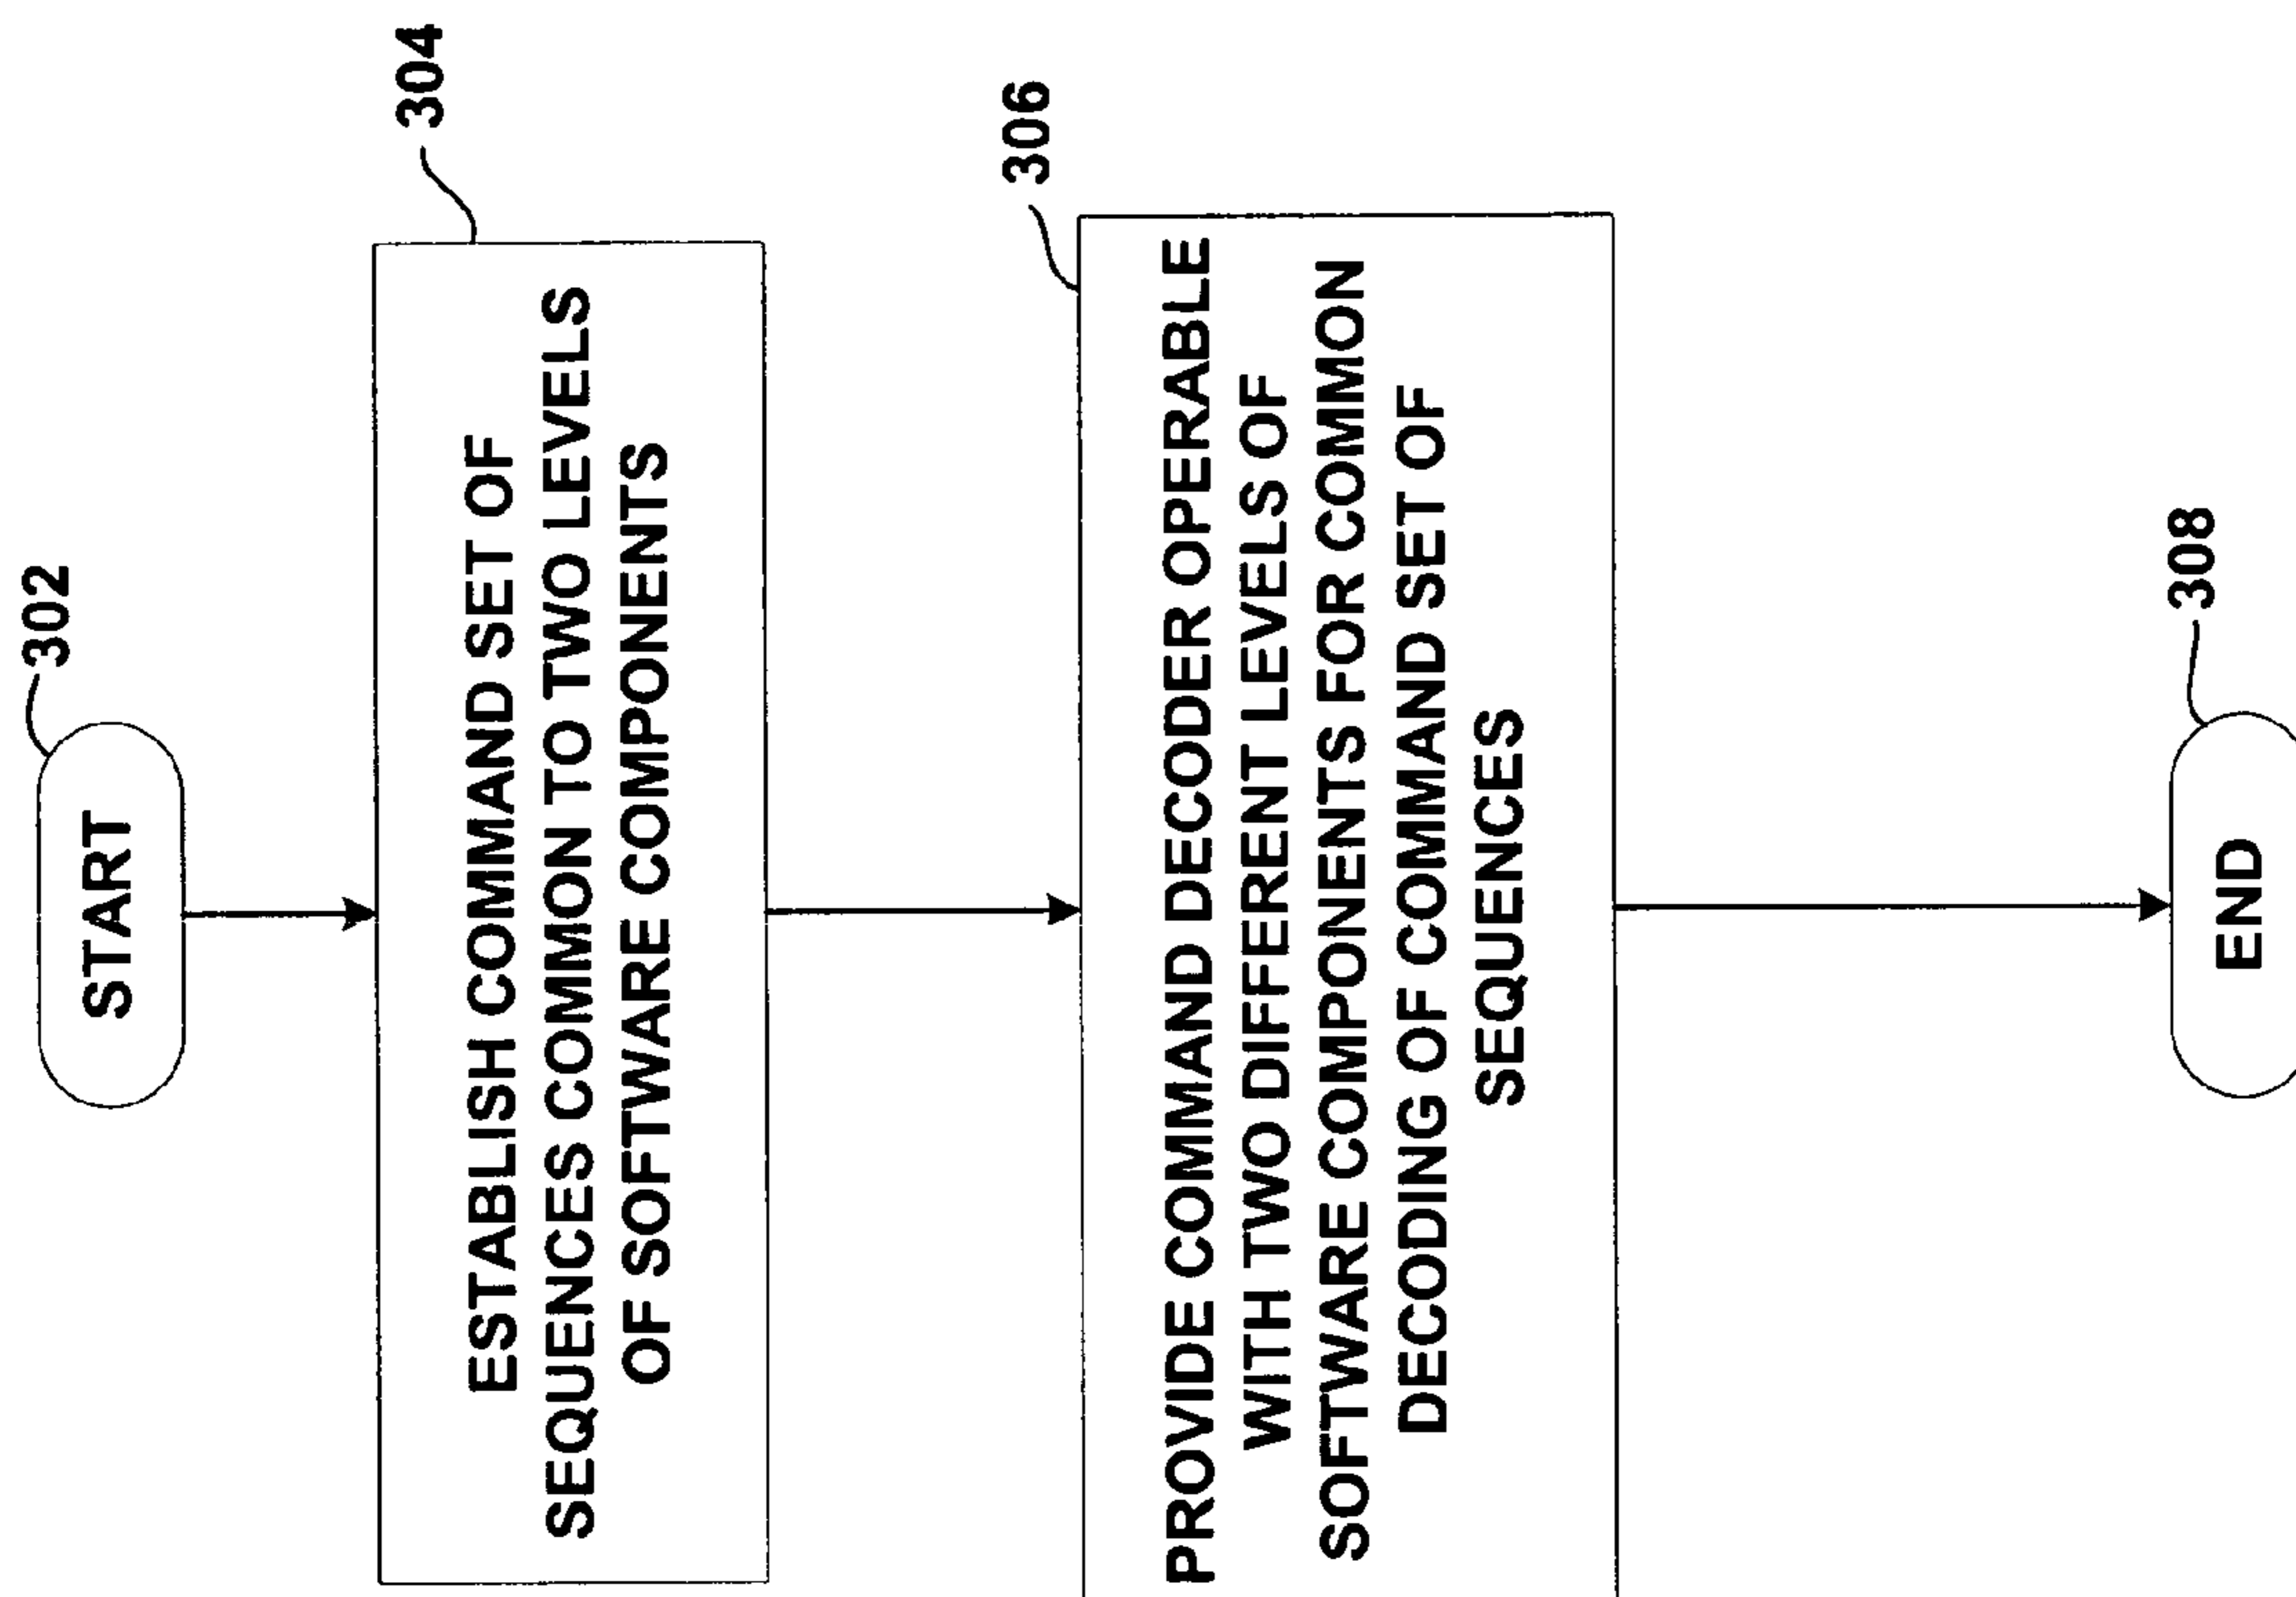 302
START
304
ESTABLISH COMMAND SET OF
SEQUENCES COMMON TO TWO LEVELS
OF SOFTWARE COMPONENTS
306
PROVIDE COMMAND DECODER OPERABLE
WITH TWO DIFFERENT LEVELS OF
SOFTWARE COMPONENTS FOR COMMON
DECODING OF COMMAND SET OF
SEQUENCES
308
END